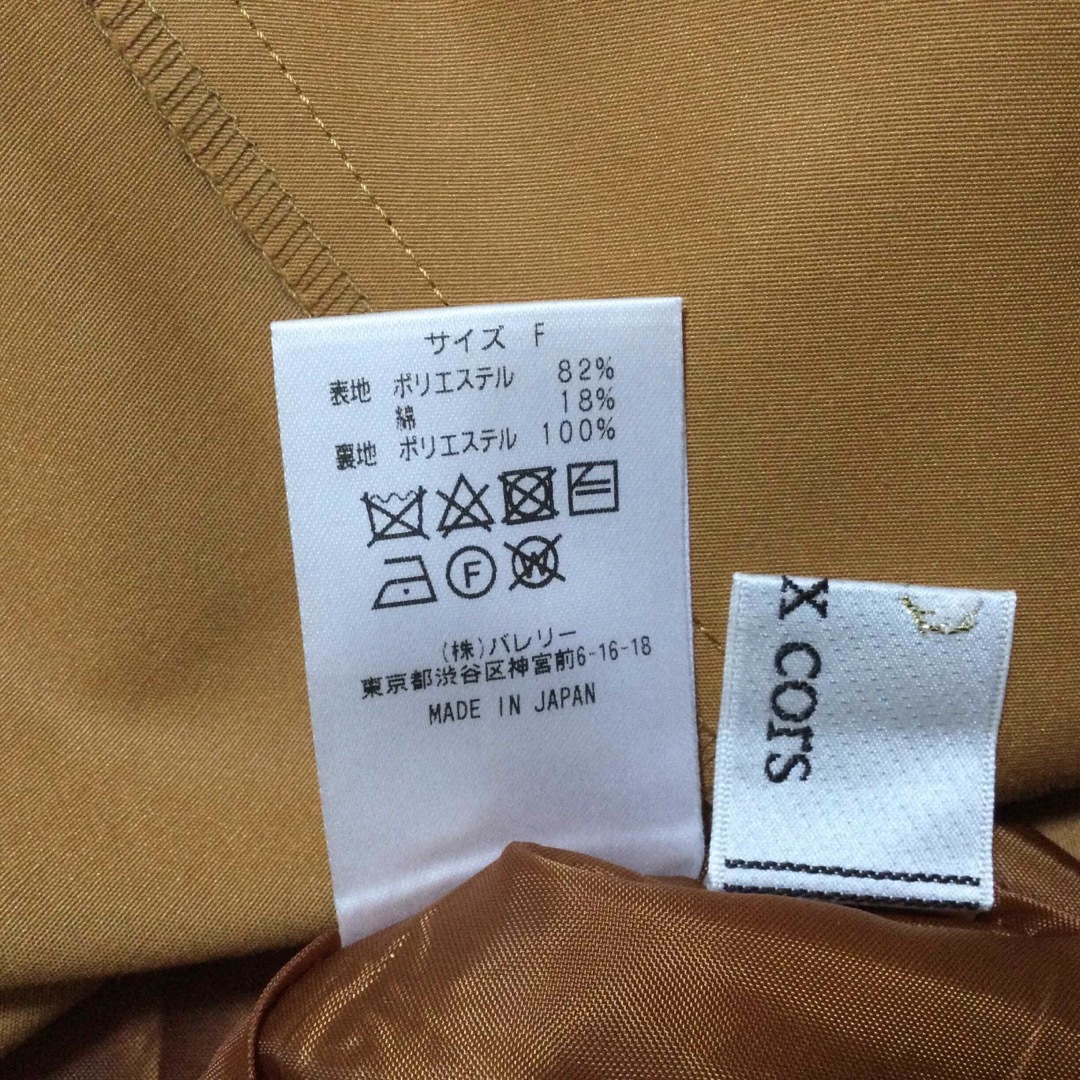 サイズ F
表地 ポリエステル 82%
綿 18%
裏地 ポリエステル 100%
F
W
(株)バレリー
東京都渋谷区神宮前6-16-18
MADE IN JAPAN
X cors